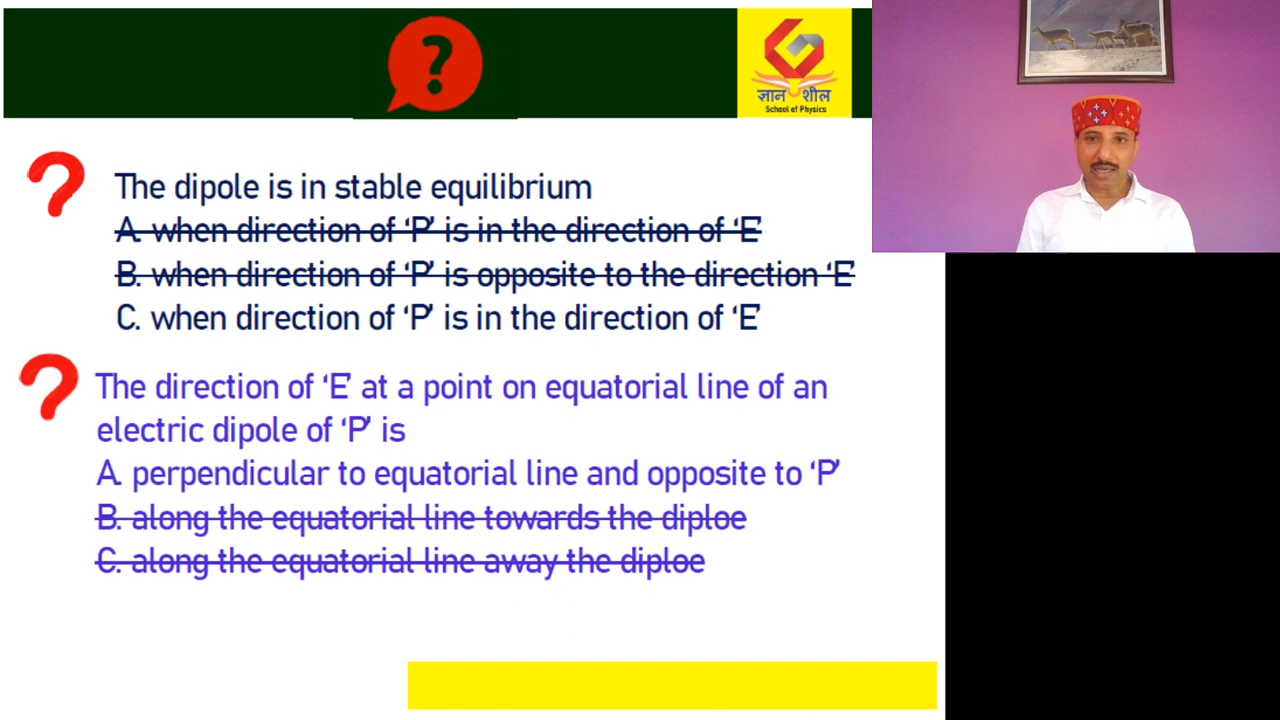 ?
ज्ञान शील
School of Physics
?
The dipole is in stable equilibrium
A. when direction of ‘P’ is in the direction of ‘E’
B. when direction of ‘P’ is opposite to the direction ‘E’
C. when direction of ‘P’ is in the direction of ‘E’
?
The direction of ‘E’ at a point on equatorial line of an
electric dipole of ‘P’ is
A. perpendicular to equatorial line and opposite to ‘P’
B. along the equatorial line towards the diploe
C. along the equatorial line away the diploe